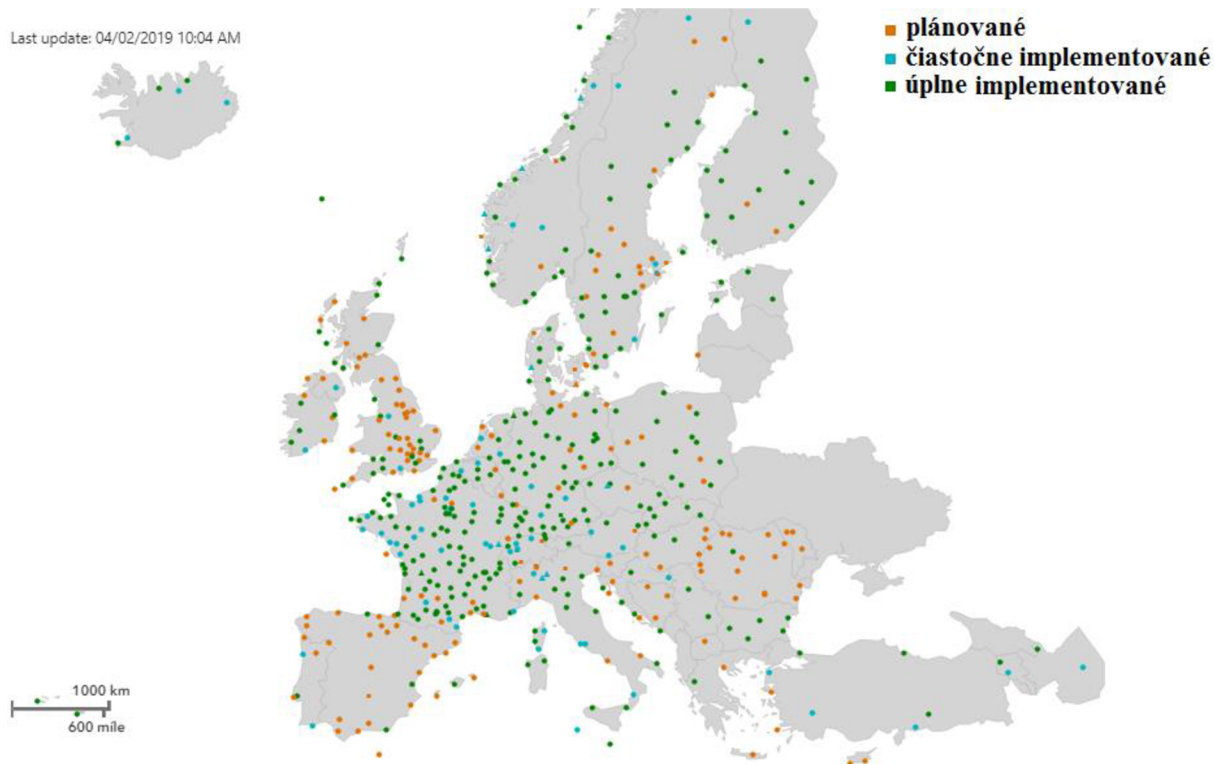 Last update: 04/02/2019 10:04 AM
plánované
čiastočne implementované
úplne implementované
1000 km
600 míle